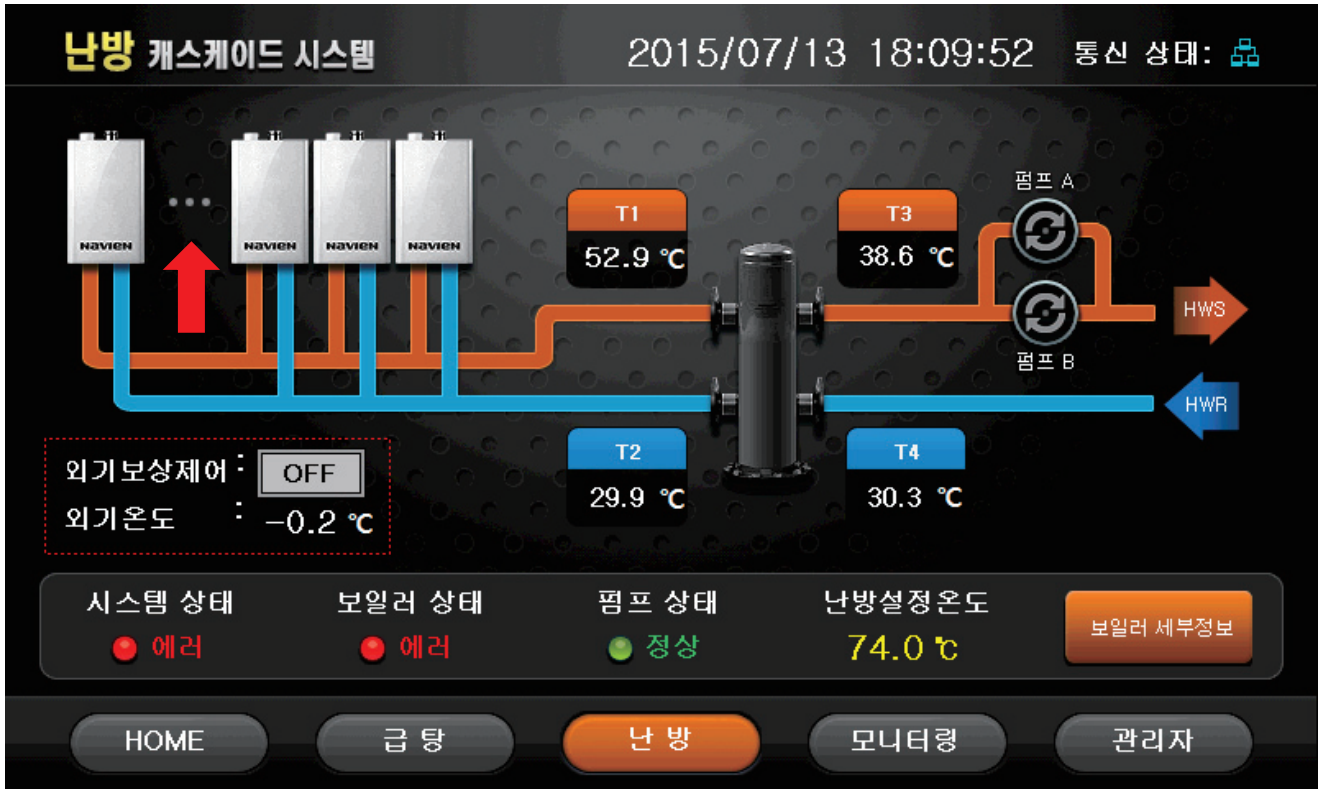 난방 캐스케이드 시스템
2015/07/13 18:09:52 통신 상태:
NAVIEN
NAVIEN
NAVIEN
NAVIEN
T1
52.9 ℃
T3
38.6 ℃
펌프 A
HWS
펌프 B
HWR
T2
29.9 ℃
T4
30.3 ℃
외기보상제어 : OFF
외기온도 : -0.2 ℃
시스템 상태
에러
보일러 상태
에러
펌프 상태
정상
난방설정온도
74.0 ℃
보일러 세부정보
HOME
급 탕
난 방
모니터링
관리자